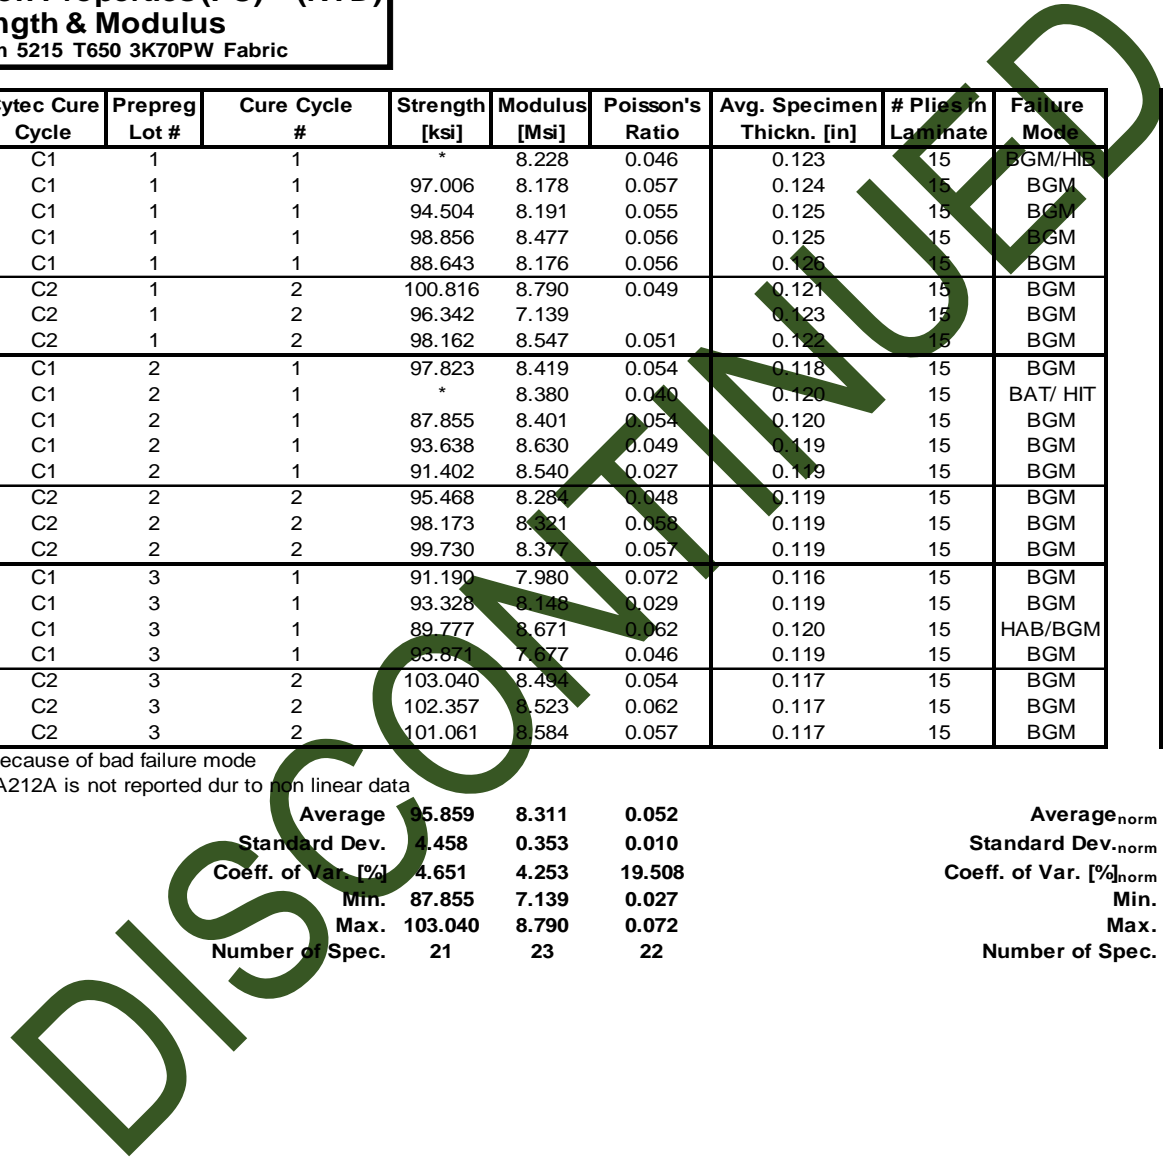 ngth & Modulus
5215 T650 3K70PW Fabric
Cytec Cure Prepreg Cure Cycle Strength Modulus Poisson's Avg. Specimen # Plies in Failure
Cycle Lot # # [ksi] [Msi] Ratio Thickn. [in] Laminate Mode
C1 1 1 * 8.228 0.046 0.123 15 BGM/HIB
C1 1 1 97.006 8.178 0.057 0.124 15 BGM
C1 1 1 94.504 8.191 0.055 0.125 15 BGM
C1 1 1 98.856 8.477 0.056 0.125 15 BGM
C1 1 1 88.643 8.176 0.056 0.126 15 BGM
C2 1 2 100.816 8.790 0.049 0.121 15 BGM
C2 1 2 96.342 7.139 0.123 15 BGM
C2 1 2 98.162 8.547 0.051 0.122 15 BGM
C1 2 1 97.823 8.419 0.054 0.118 15 BGM
C1 2 1 * 8.380 0.040 0.120 15 BAT/ HIT
C1 2 1 87.855 8.401 0.054 0.120 15 BGM
C1 2 1 93.638 8.630 0.049 0.119 15 BGM
C1 2 1 91.402 8.540 0.027 0.119 15 BGM
C2 2 2 95.468 8.284 0.048 0.119 15 BGM
C2 2 2 98.173 8.321 0.058 0.119 15 BGM
C2 2 2 99.730 8.377 0.057 0.119 15 BGM
C1 3 1 91.190 7.980 0.072 0.116 15 BGM
C1 3 1 93.328 8.148 0.029 0.119 15 BGM
C1 3 1 89.777 8.671 0.062 0.120 15 HAB/BGM
C1 3 1 93.871 7.677 0.046 0.119 15 BGM
C2 3 2 103.040 8.494 0.054 0.117 15 BGM
C2 3 2 102.357 8.523 0.062 0.117 15 BGM
C2 3 2 101.061 8.584 0.057 0.117 15 BGM
ecause of bad failure mode
A212A is not reported dur to non linear data
Average 95.859 8.311 0.052 Averagenorm
Standard Dev. 4.458 0.353 0.010 Standard Dev.norm
Coeff. of Var. [%] 4.651 4.253 19.508 Coeff. of Var. [%]norm
Min. 87.855 7.139 0.027 Min.
Max. 103.040 8.790 0.072 Max.
Number of Spec. 21 23 22 Number of Spec.
DISCONTINUED